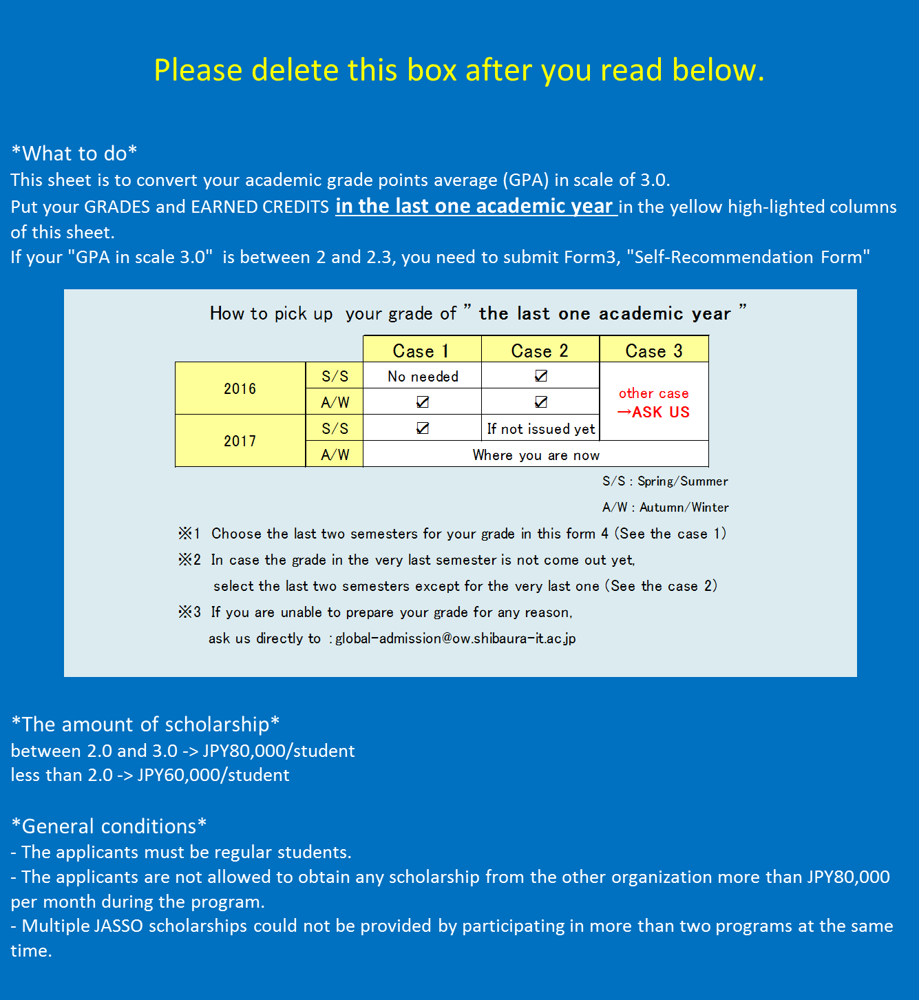 Please delete this box after you read below.
*What to do*
This sheet is to convert your academic grade points average (GPA) in scale of 3.0.
Put your GRADES and EARNED CREDITS in the last one academic year in the yellow high-lighted columns
of this sheet.
If your "GPA in scale 3.0"  is between 2 and 2.3, you need to submit Form3, "Self-Recommendation Form"
How to pick up  your grade of ” the last one academic year ”
Case 1 Case 2 Case 3
2016 S/S No needed ☑
A/W ☑ ☑
other case
→ASK US
2017 S/S ☑ If not issued yet
A/W Where you are now
S/S : Spring/Summer
A/W : Autumn/Winter
※1 Choose the last two semesters for your grade in this form 4 (See the case 1)
※2 In case the grade in the very last semester is not come out yet,
select the last two semesters except for the very last one (See the case 2)
※3 If you are unable to prepare your grade for any reason,
ask us directly to : global-admission@ow.shibaura-it.ac.jp
*The amount of scholarship*
between 2.0 and 3.0 -> JPY80,000/student
less than 2.0 -> JPY60,000/student
*General conditions*
- The applicants must be regular students.
- The applicants are not allowed to obtain any scholarship from the other organization more than JPY80,000
per month during the program.
- Multiple JASSO scholarships could not be provided by participating in more than two programs at the same
time.